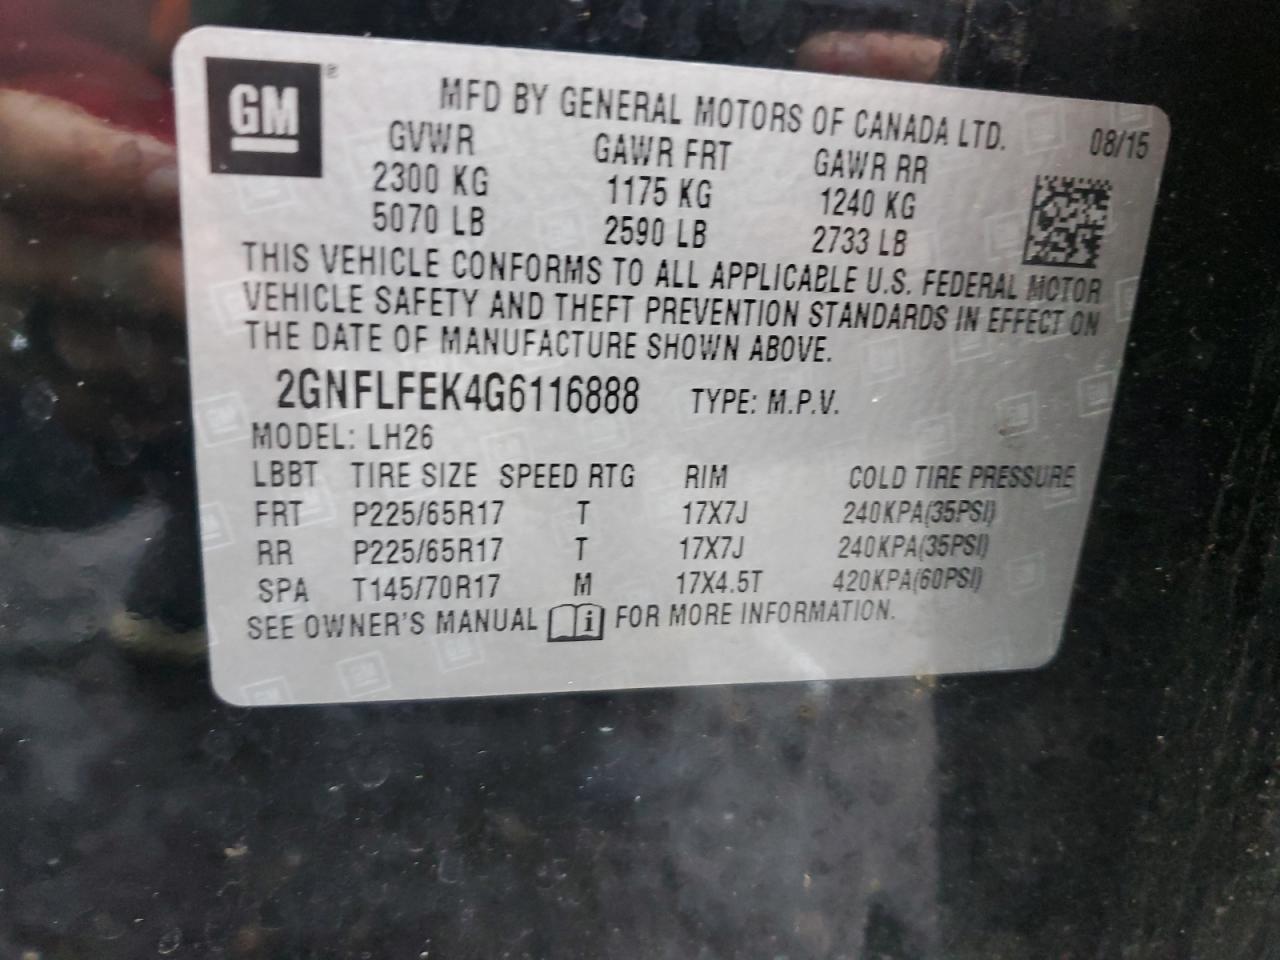 GM ®
MFD BY GENERAL MOTORS OF CANADA LTD. 08/15
GVWR GAWR FRT GAWR RR
2300 KG 1175 KG 1240 KG
5070 LB 2590 LB 2733 LB
THIS VEHICLE CONFORMS TO ALL APPLICABLE U.S. FEDERAL MOTOR
VEHICLE SAFETY AND THEFT PREVENTION STANDARDS IN EFFECT ON
THE DATE OF MANUFACTURE SHOWN ABOVE.
2GNFLFEK4G6116888 TYPE: M.P.V.
MODEL: LH26
LBBT TIRE SIZE SPEED RTG RIM COLD TIRE PRESSURE
FRT P225/65R17 T 17X7J 240KPA(35PSI)
RR P225/65R17 T 17X7J 240KPA(35PSI)
SPA T145/70R17 M 17X4.5T 420KPA(60PSI)
SEE OWNER'S MANUAL i FOR MORE INFORMATION.